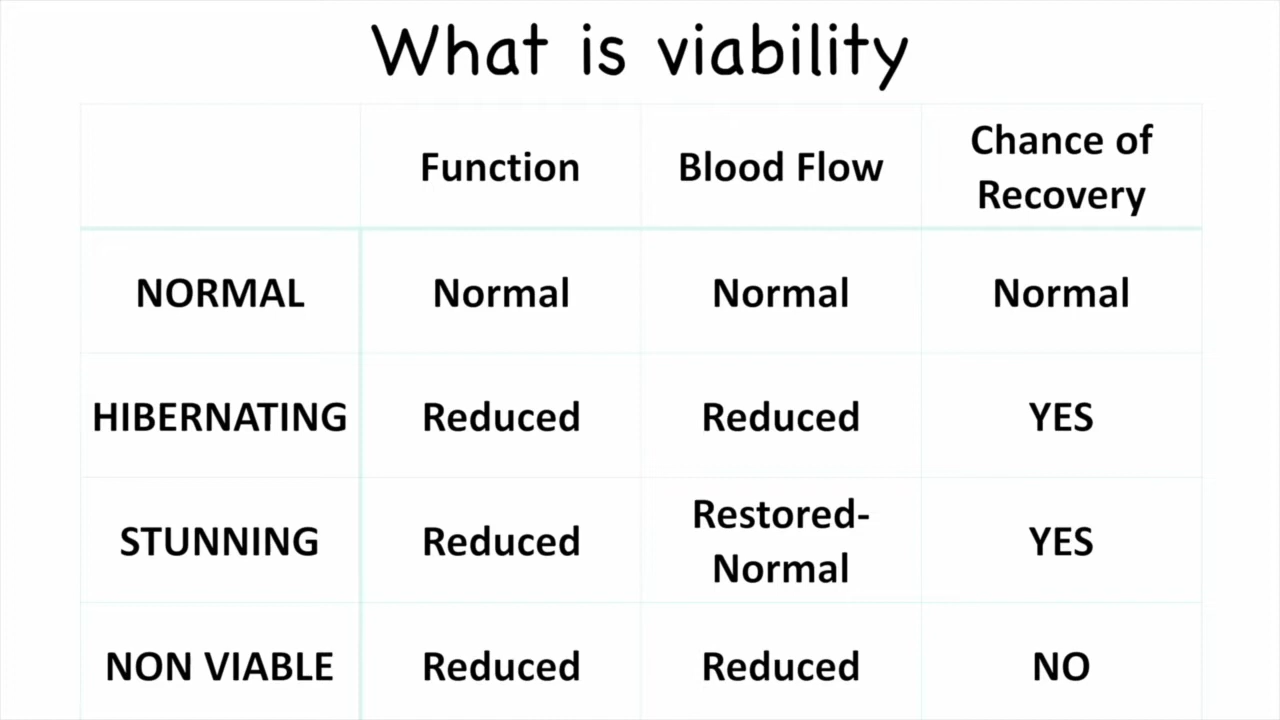 What is viability
Function Blood Flow Chance of
Recovery
NORMAL Normal Normal Normal
HIBERNATING Reduced Reduced YES
STUNNING Reduced Restored-
Normal YES
NON VIABLE Reduced Reduced NO